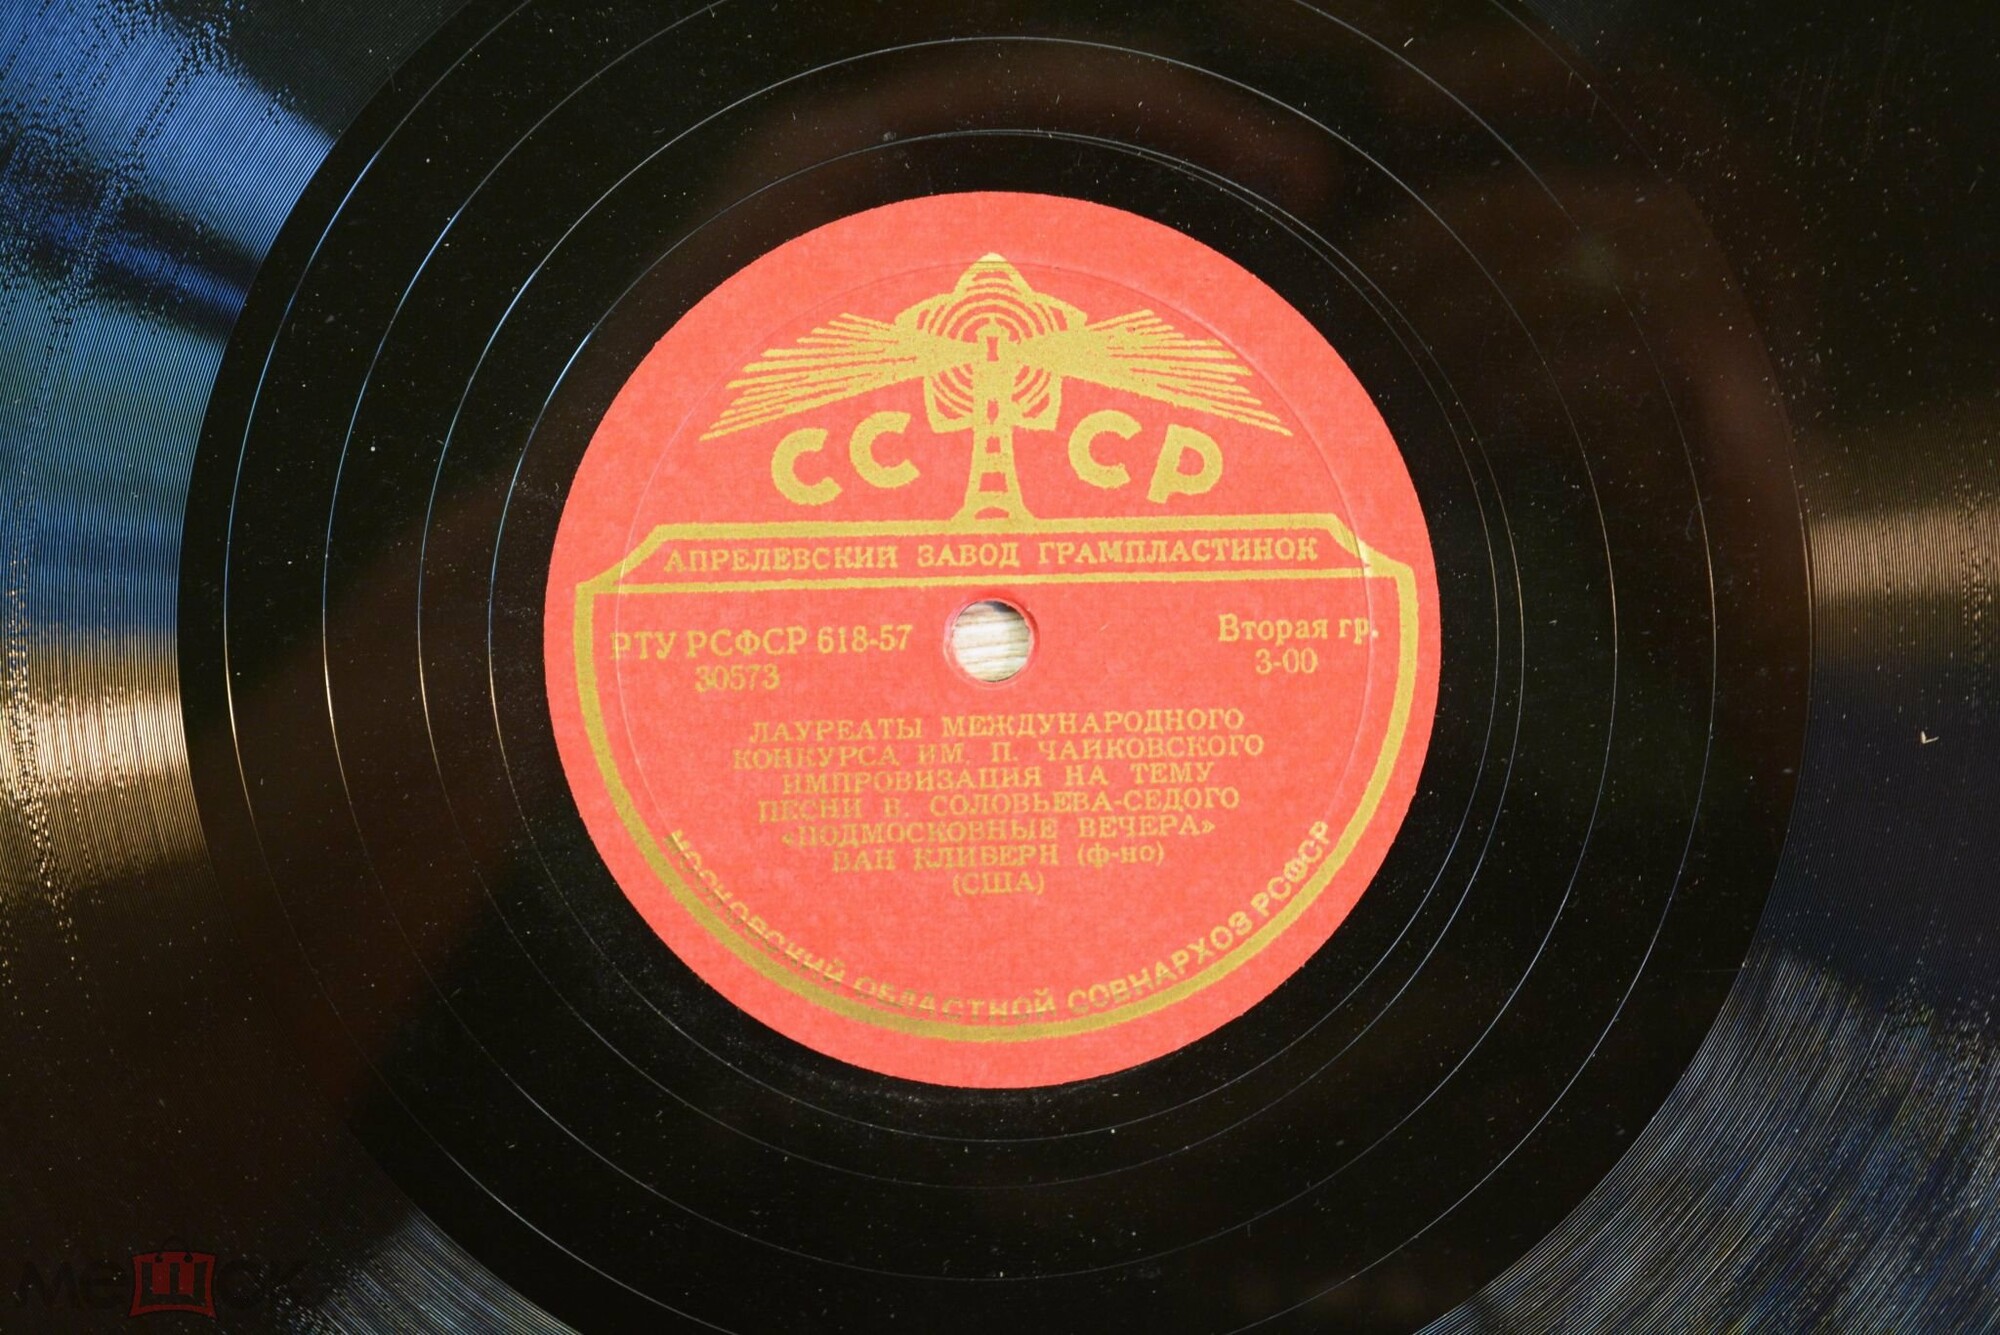 СССР
АПРЕЛЕВСКИЙ ЗАВОД ГРАМПЛАСТИНОК
РТУ РСФСР 618-57
30573
Вторая гр.
3-00
ЛАУРЕАТЫ МЕЖДУНАРОДНОГО
КОНКУРСА ИМ. П. ЧАЙКОВСКОГО
ИМПРОВИЗАЦИЯ НА ТЕМУ
ПЕСНИ В. СОЛОВЬЕВА-СЕДОГО
«ПОДМОСКОВНЫЕ ВЕЧЕРА»
ВАН КЛИБЕРН (ф-но)
(США)
МОСКОВСКИЙ ОБЛАСТНОЙ СОВНАРХОЗ РСФСР
мешок